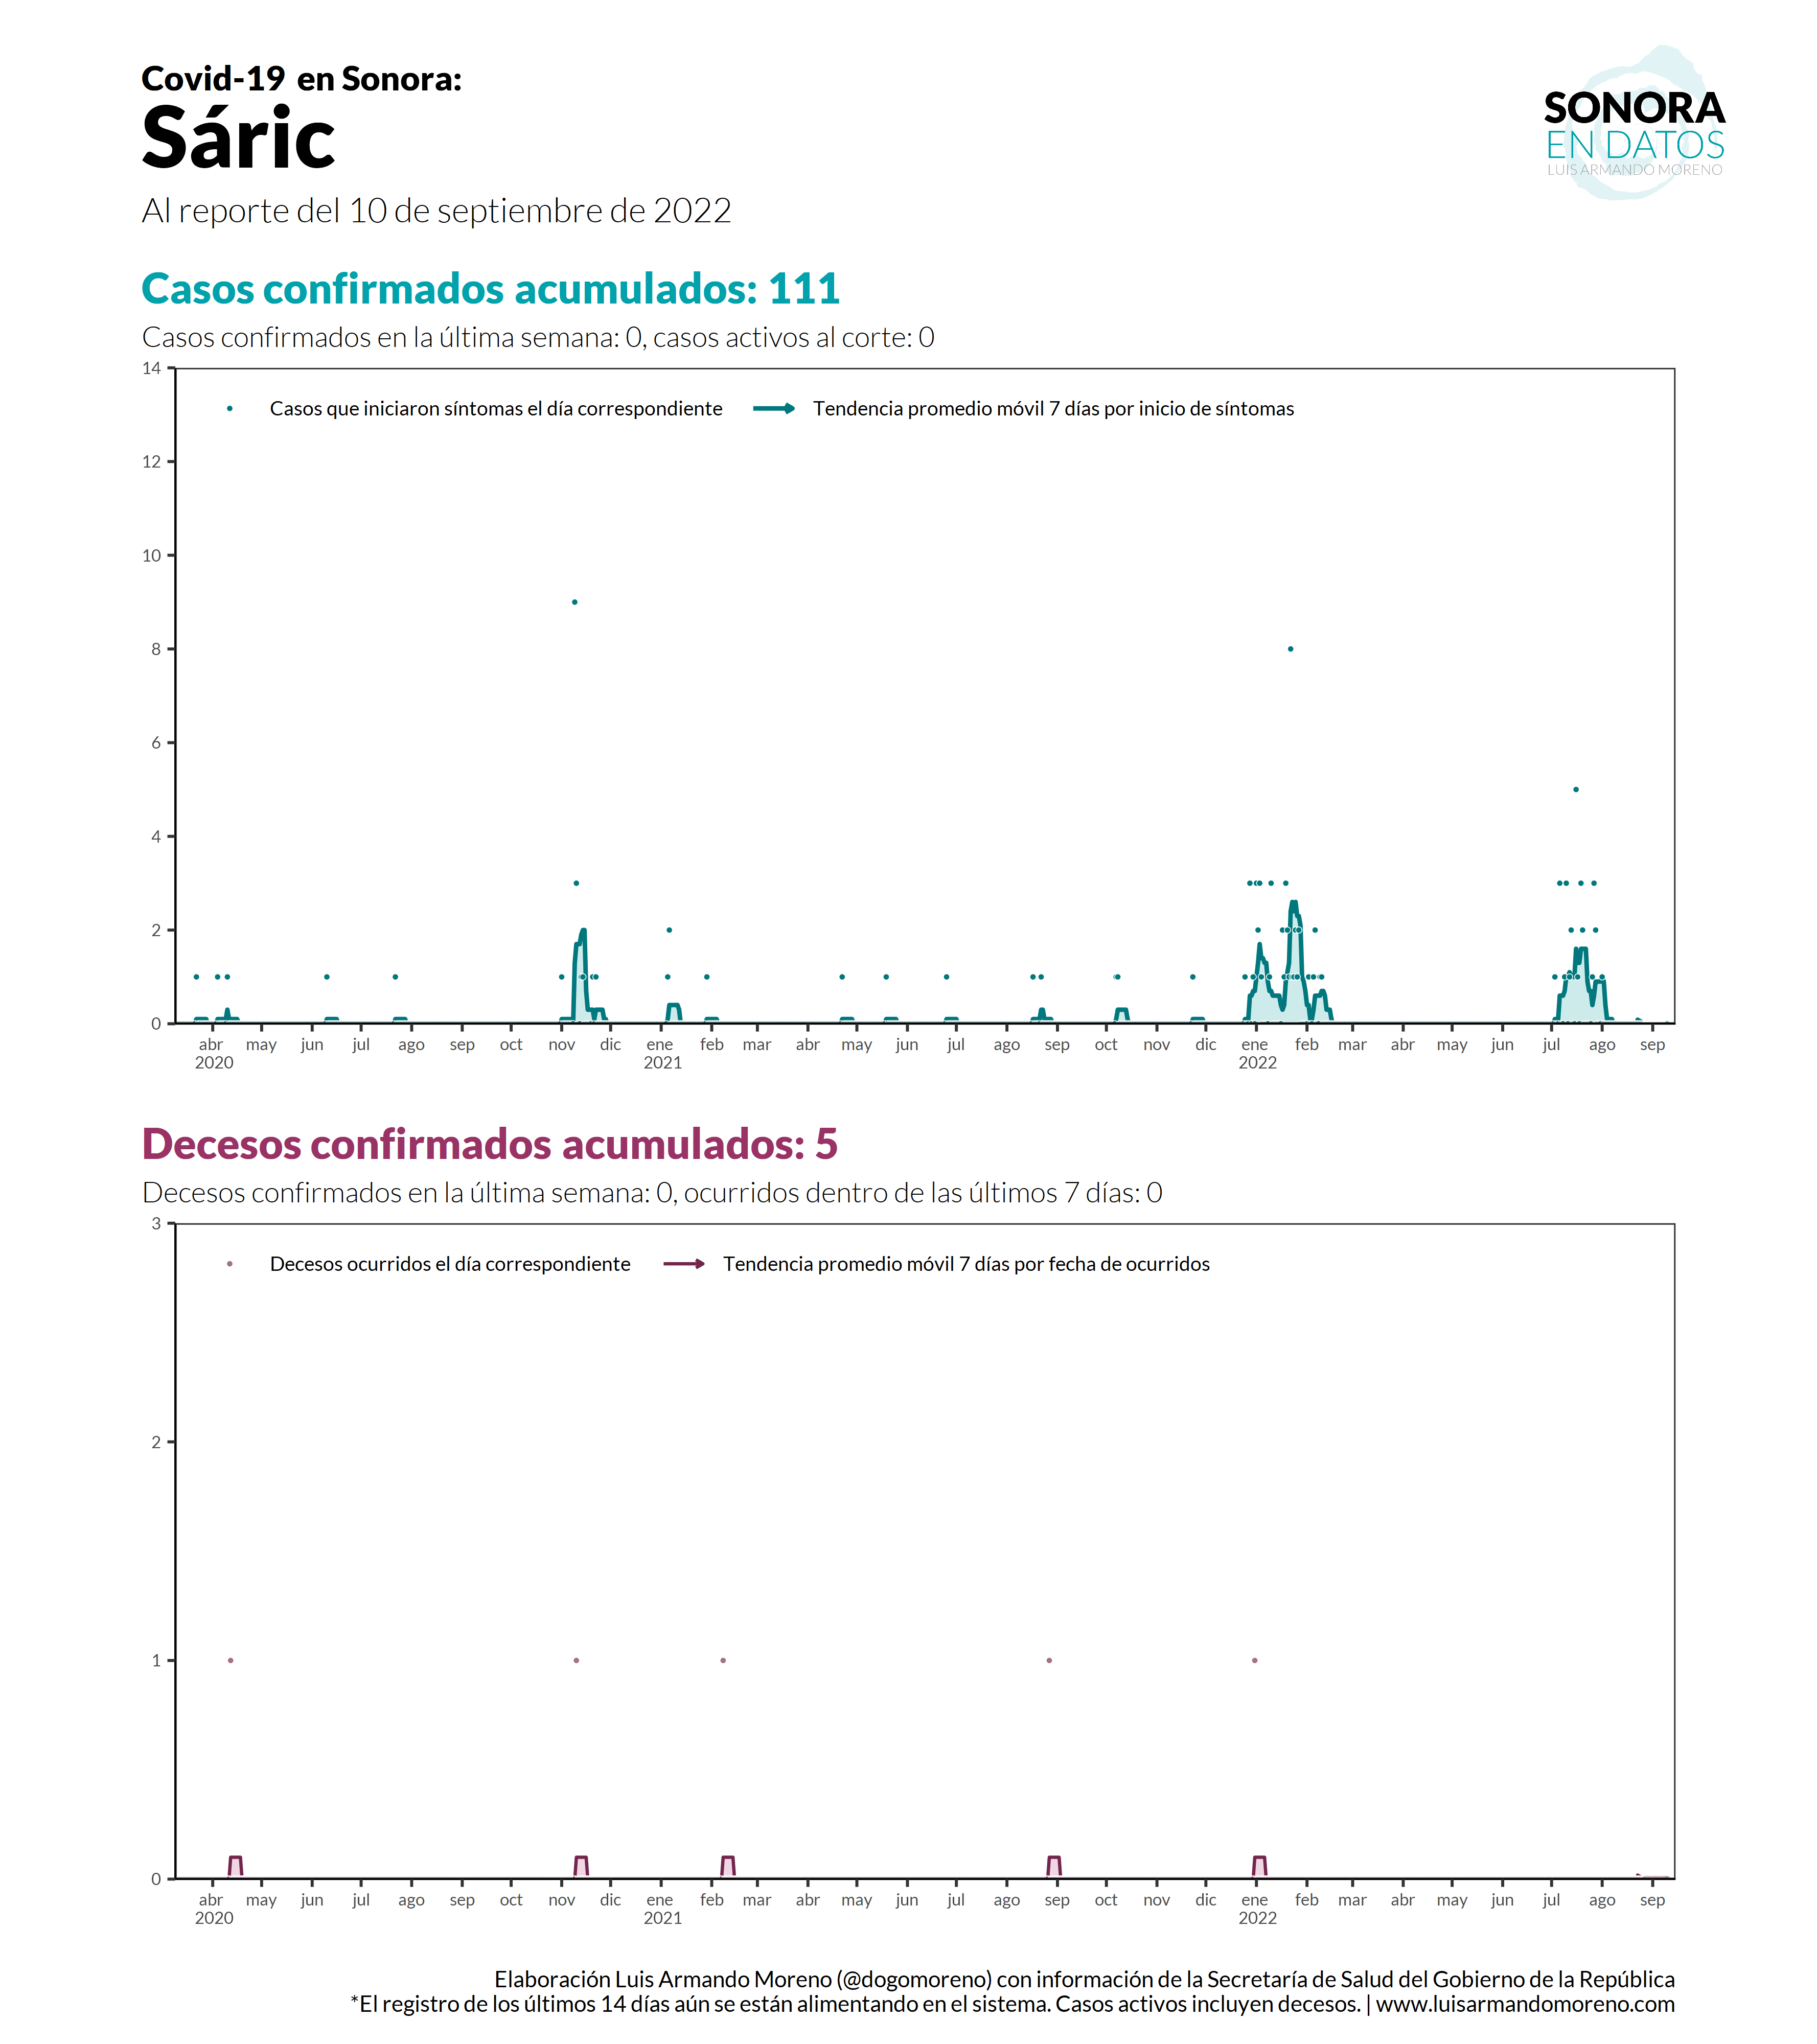 Covid-19 en Sonora:
Sáric
Al reporte del 10 de septiembre de 2022
SONORA
EN DATOS
LUIS ARMANDO MORENO
Casos confirmados acumulados: 111
Casos confirmados en la última semana: 0, casos activos al corte: 0
Casos que iniciaron síntomas el día correspondiente
Tendencia promedio móvil 7 días por inicio de síntomas
14
12
10
8
6
4
2
0
abr may jun jul ago sep oct nov dic ene feb mar abr may jun jul ago sep oct nov dic ene feb mar abr may jun jul ago sep
2020 2021 2022
Decesos confirmados acumulados: 5
Decesos confirmados en la última semana: 0, ocurridos dentro de las últimos 7 días: 0
Decesos ocurridos el día correspondiente
Tendencia promedio móvil 7 días por fecha de ocurridos
3
2
1
0
abr may jun jul ago sep oct nov dic ene feb mar abr may jun jul ago sep oct nov dic ene feb mar abr may jun jul ago sep
2020 2021 2022
Elaboración Luis Armando Moreno (@dogomoreno) con información de la Secretaría de Salud del Gobierno de la República
*El registro de los últimos 14 días aún se están alimentando en el sistema. Casos activos incluyen decesos. | www.luisarmandomoreno.com